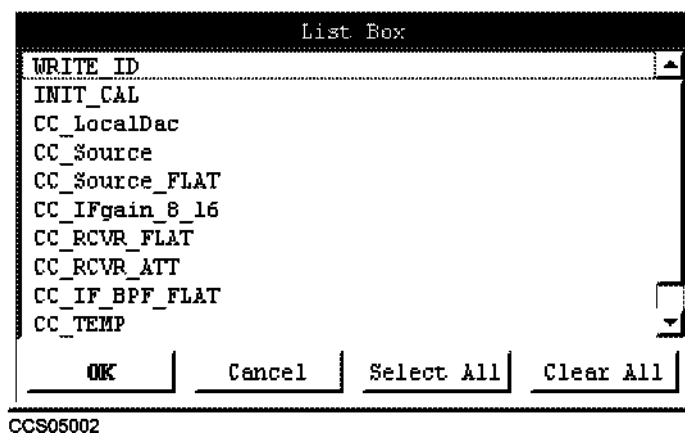 List Box
WRITE_ID
INIT_CAL
CC_LocalDac
CC_Source
CC_Source_FLAT
CC_IFgain_8_16
CC_RCVR_FLAT
CC_RCVR_ATT
CC_IF_BPF_FLAT
CC_TEMP
OK Cancel Select All Clear All
CCS05002